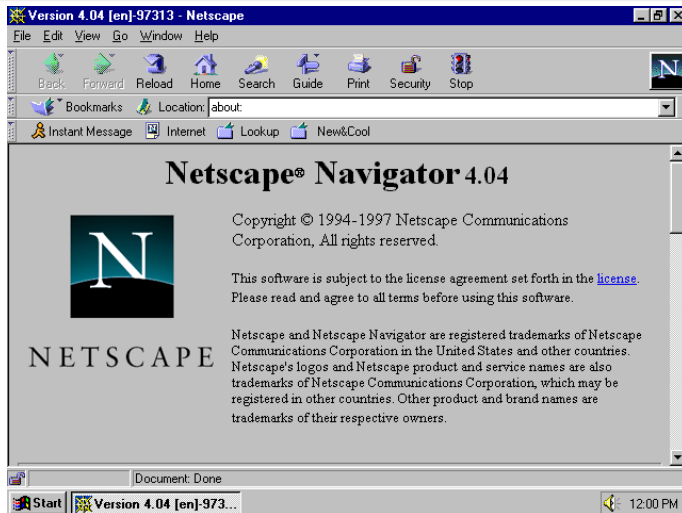 Version 4.04 [en]-97313 - Netscape
File Edit View Go Window Help
Back Forward Reload Home Search Guide Print Security Stop
N
Bookmarks Location: about:
Instant Message Internet Lookup New&Cool
Netscape® Navigator 4.04
Copyright © 1994-1997 Netscape Communications
Corporation, All rights reserved.
This software is subject to the license agreement set forth in the license.
Please read and agree to all terms before using this software.
N
NETSCAPE
Netscape and Netscape Navigator are registered trademarks of Netscape
Communications Corporation in the United States and other countries.
Netscape's logos and Netscape product and service names are also
trademarks of Netscape Communications Corporation, which may be
registered in other countries. Other product and brand names are
trademarks of their respective owners.
Document: Done
Start Version 4.04 [en]-973... 12:00 PM